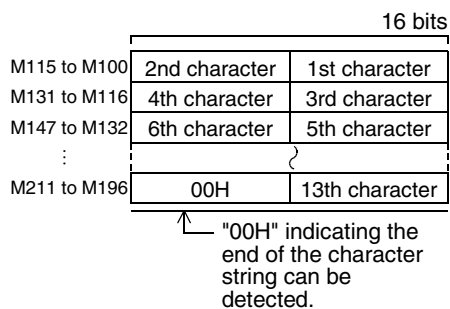 16 bits
M115 to M100 2nd character 1st character
M131 to M116 4th character 3rd character
M147 to M132 6th character 5th character
⋮
M211 to M196 00H 13th character
"00H" indicating the
end of the character
string can be
detected.